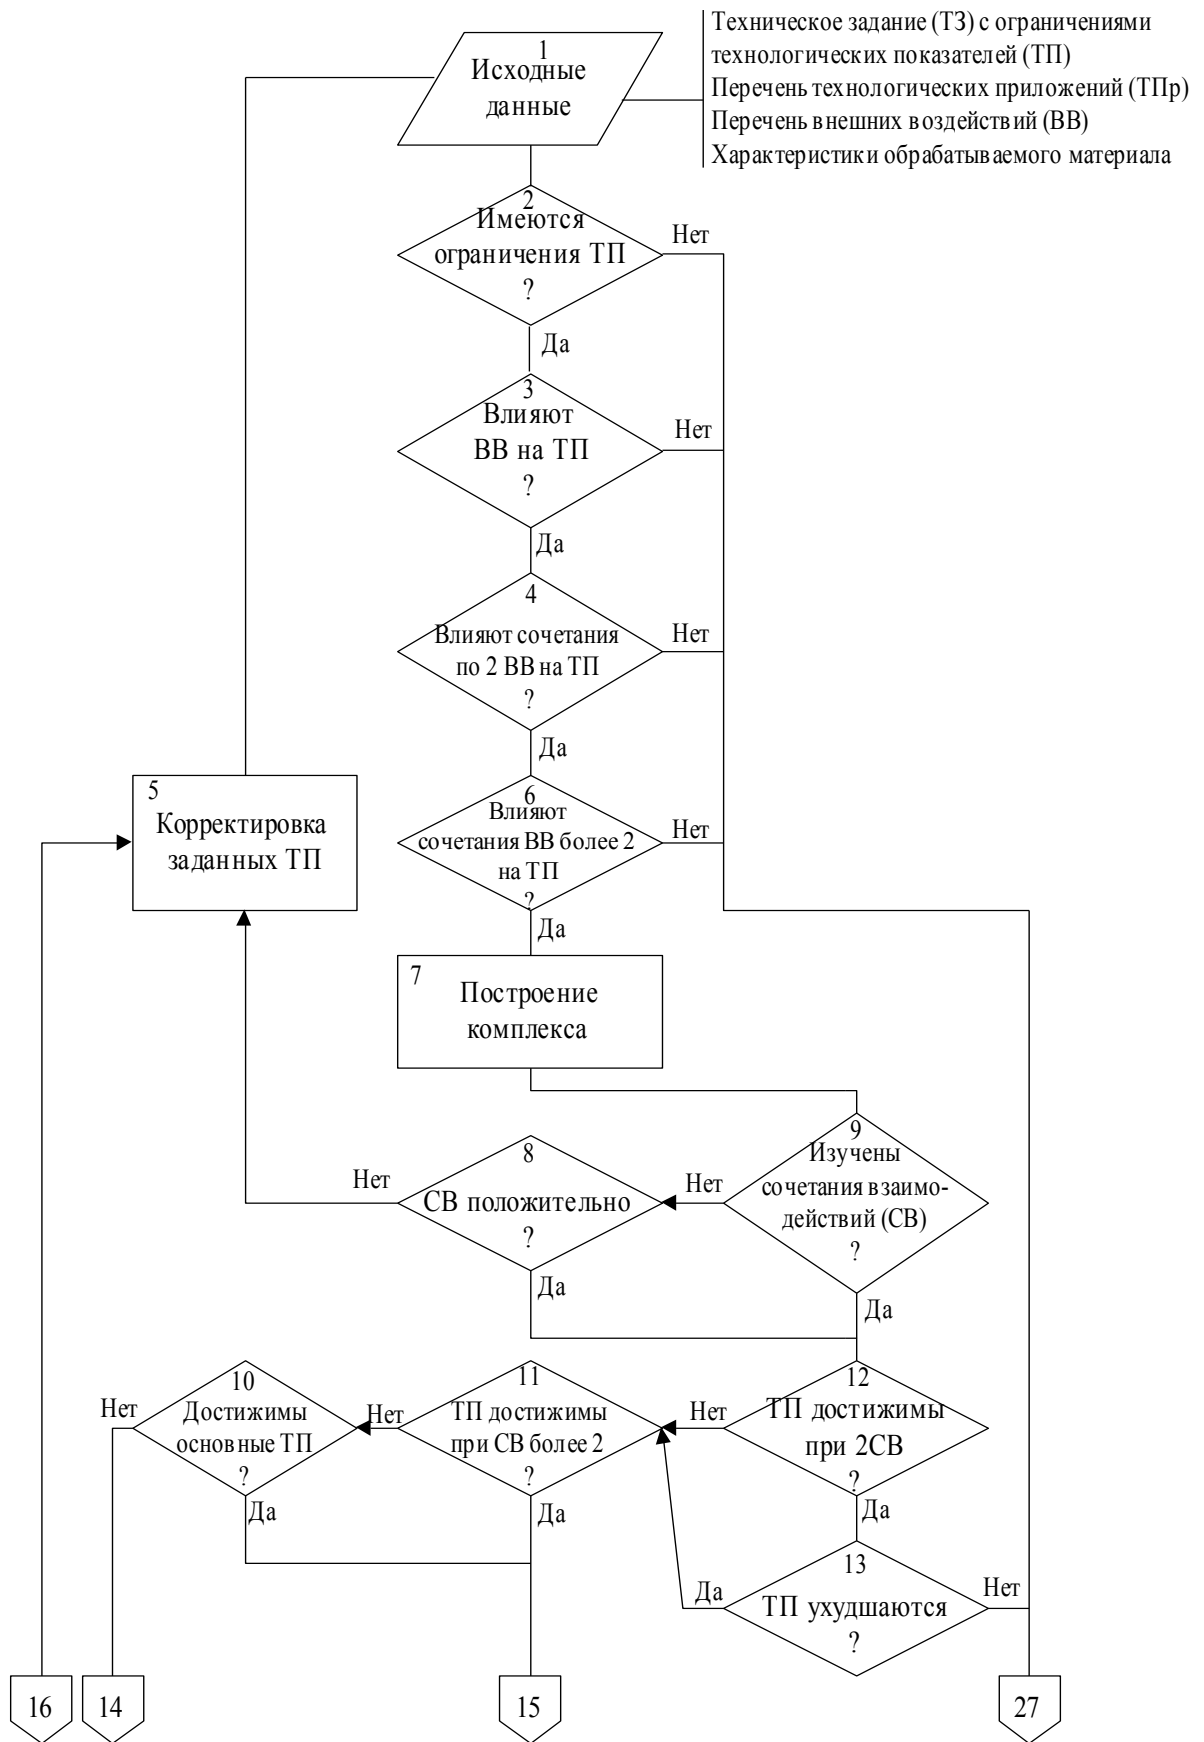 1
Исходные
данные
Техническое задание (ТЗ) с ограничениями
технологических показателей (ТП)
Перечень технологических приложений (ТПр)
Перечень внешних воздействий (ВВ)
Характеристики обрабатываемого материала
2
Имеются
ограничения ТП
?
Нет
Да
3
Влияют
ВВ на ТП
?
Нет
Да
4
Влияют сочетания
по 2 ВВ на ТП
?
Нет
Да
5
Корректировка
заданных ТП
6
Влияют
сочетания ВВ более 2
на ТП
?
Нет
Да
7
Построение
комплекса
8
СВ положительно
?
Нет
Да
9
Изучены
сочетания взаимо-
действий (СВ)
?
Нет
Да
10
Достижимы
основные ТП
?
Нет
Да
11
ТП достижимы
при СВ более 2
?
Нет
Да
12
ТП достижимы
при 2СВ
?
Нет
Да
13
ТП ухудшаются
?
Да
Нет
16
14
15
27